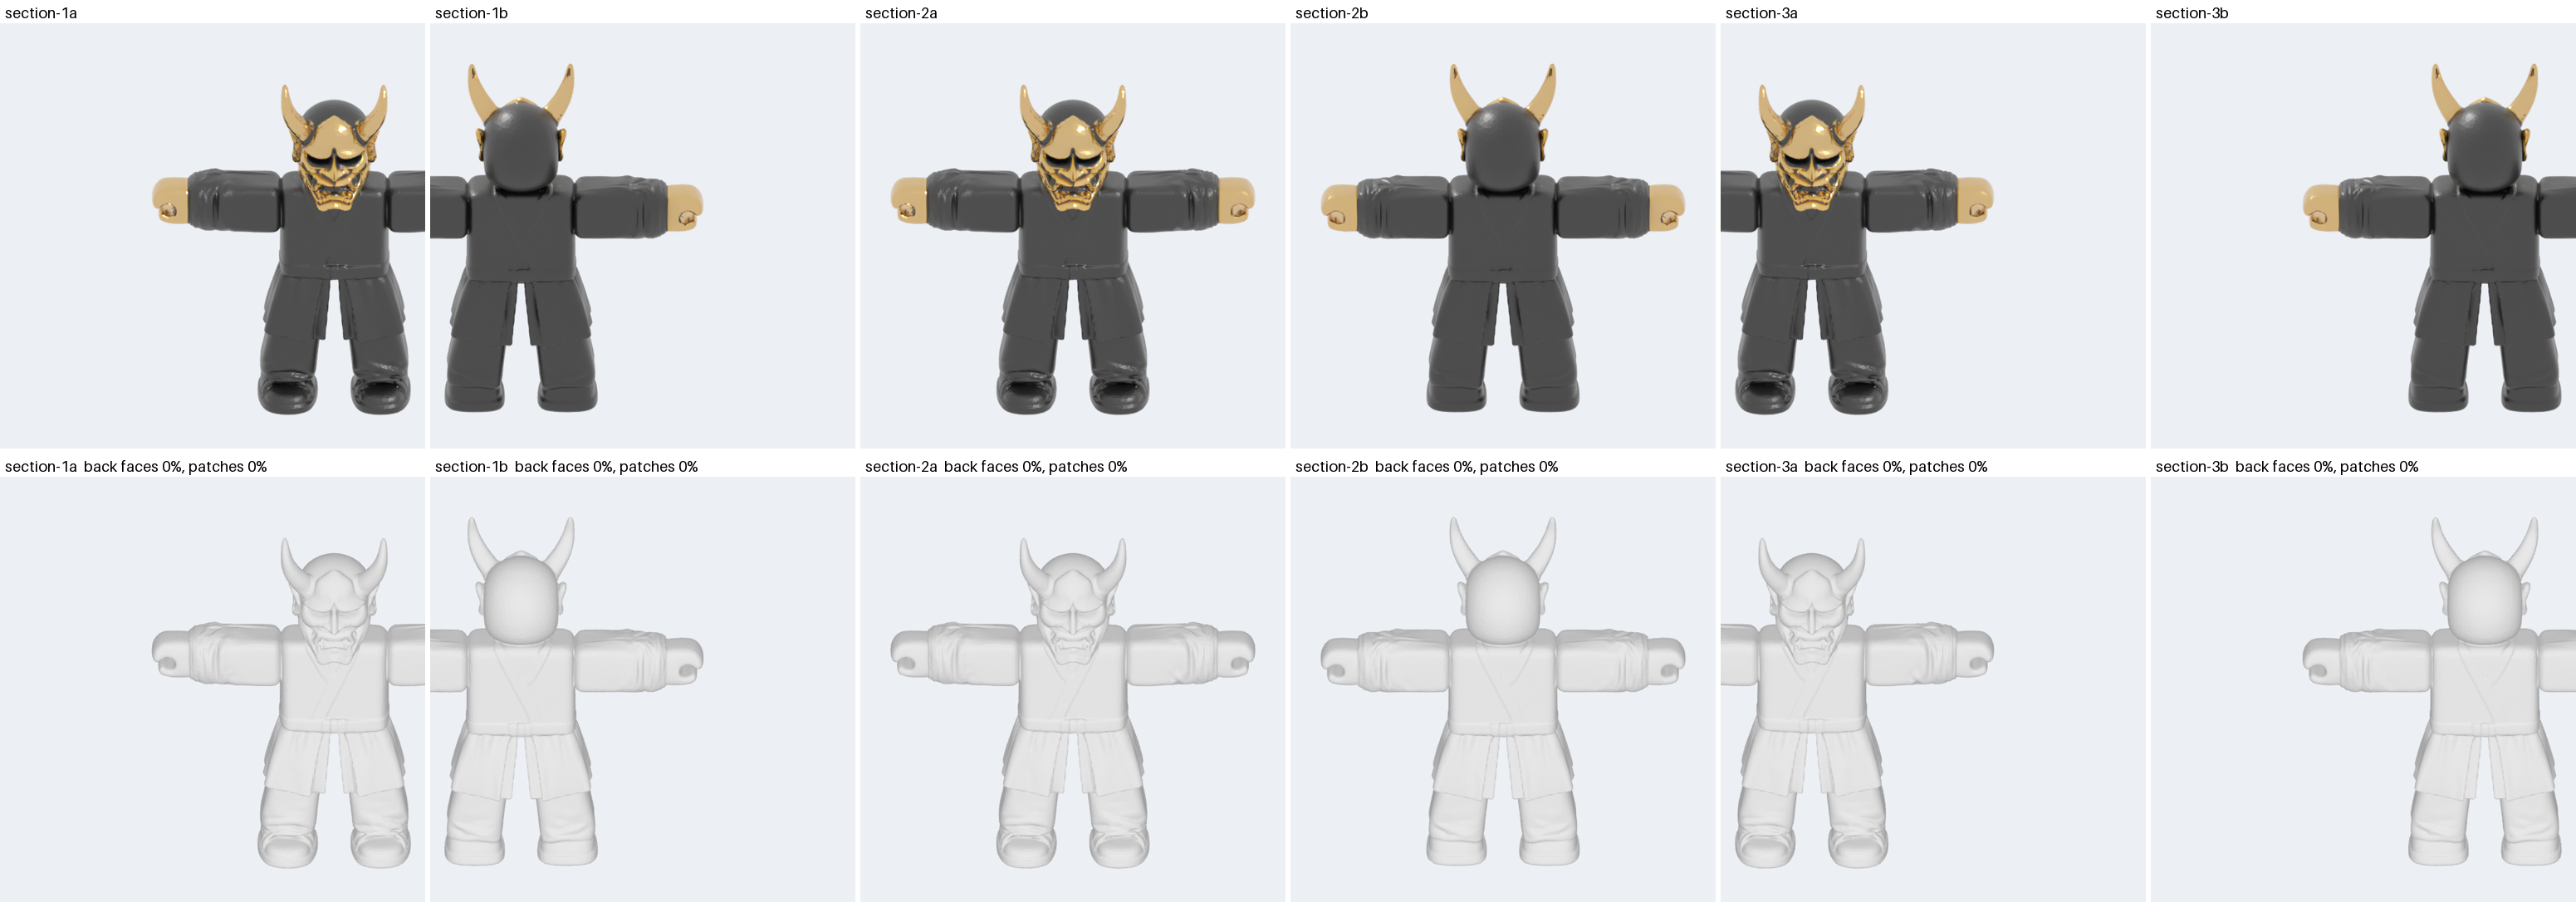 section-1a
section-1b
section-2a
section-2b
section-3a
section-3b
section-1a back faces 0%, patches 0%
section-1b back faces 0%, patches 0%
section-2a back faces 0%, patches 0%
section-2b back faces 0%, patches 0%
section-3a back faces 0%, patches 0%
section-3b back faces 0%, patches 0%